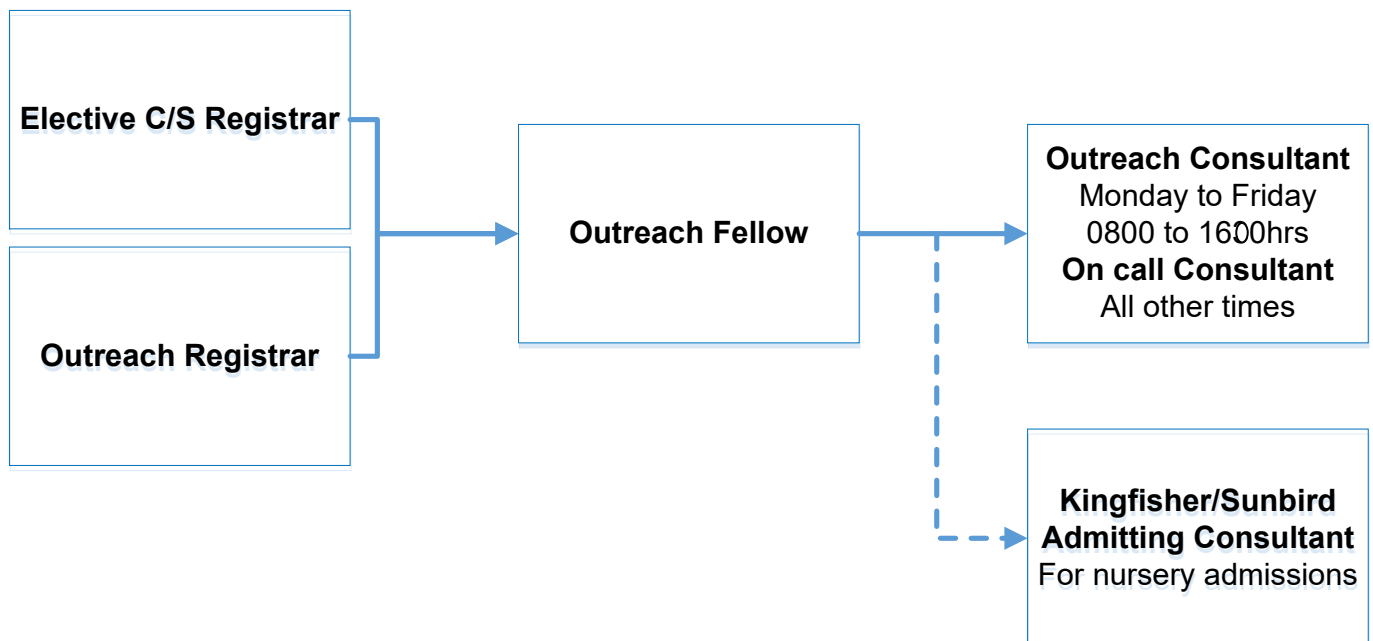 Elective C/S Registrar
Outreach Registrar
Outreach Fellow
Outreach Consultant
Monday to Friday
0800 to 1600hrs
On call Consultant
All other times
Kingfisher/Sunbird
Admitting Consultant
For nursery admissions